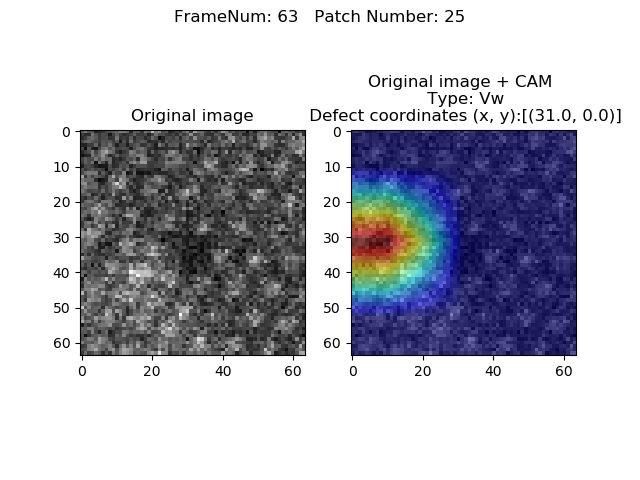 FrameNum: 63   Patch Number: 25
Original image
0
10
20
30
40
50
60
0 20 40 60
Original image + CAM
Type: Vw
Defect coordinates (x, y):[(31.0, 0.0)]
0
10
20
30
40
50
60
0 20 40 60